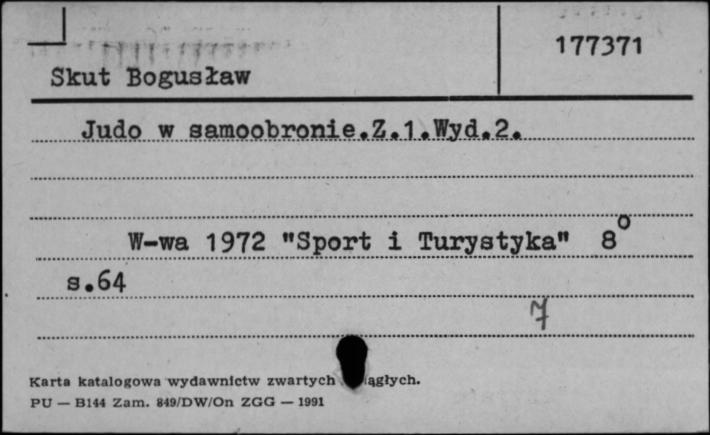 177371
Skut Bogusław
Judo w samoobronie.Z.1.Wyd.2.
W-wa 1972 "Sport i Turystyka" 8°
s.64
7
Karta katalogowa wydawnictw zwartych ągłych.
PU — B144 Zam. 849/DW/On ZGG — 1991